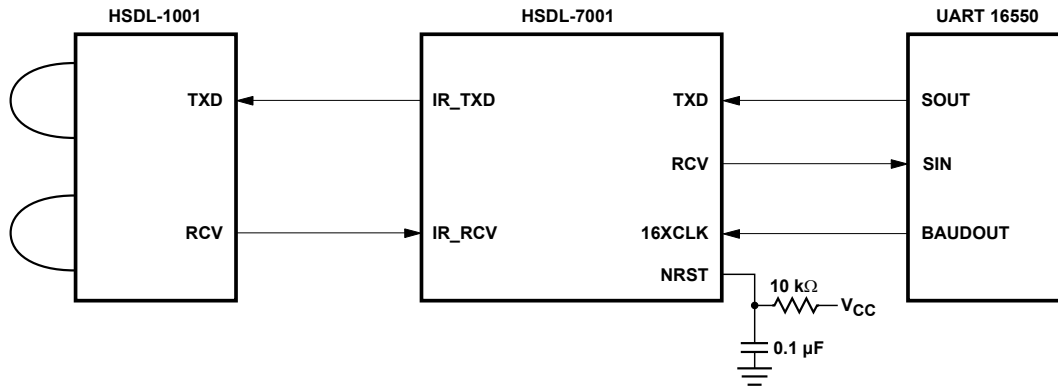 HSDL-1001
HSDL-7001
UART 16550
TXD
IR_TXD
TXD
SOUT
RCV
SIN
RCV
IR_RCV
16XCLK
BAUDOUT
NRST
10 kΩ
VCC
0.1 µF